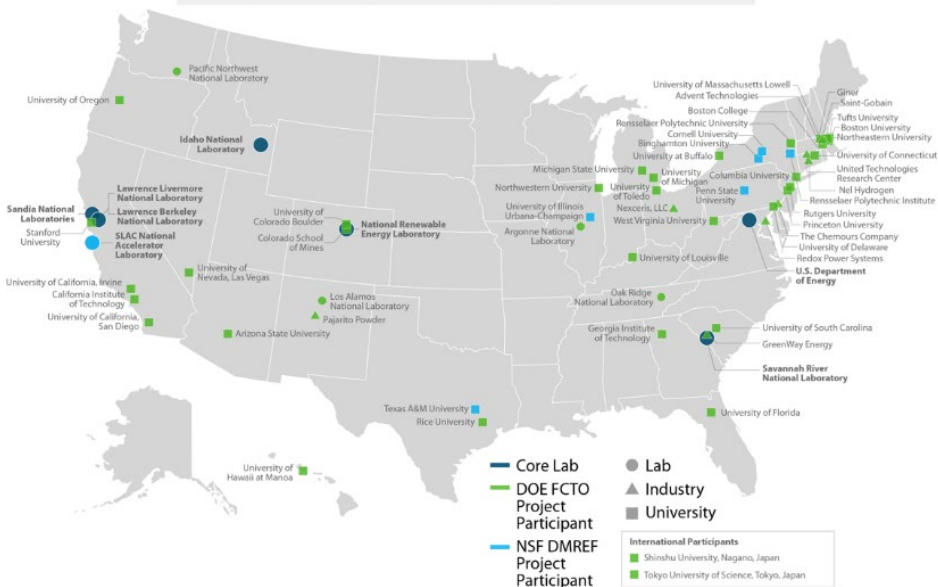 Pacific Northwest
National Laboratory
University of Oregon
Idaho National
Laboratory
Lawrence Livermore
National Laboratory
Sandia National
Laboratories
Lawrence Berkeley
National Laboratory
Stanford
University
SLAC National
Accelerator
Laboratory
University of
Colorado Boulder
Colorado School
of Mines
National Renewable
Energy Laboratory
University of California, Irvine
California Institute
of Technology
University of California,
San Diego
University of
Nevada, Las Vegas
Los Alamos
National Laboratory
Pajarito Powder
Arizona State University
Texas A&M University
Rice University
University of
Hawaii at Manoa
University of Massachusetts Lowell
Advent Technologies
Boston College
Rensselaer Polytechnic University
Cornell University
Binghamton University
University at Buffalo
Michigan State University
University of
Michigan
Northwestern University
University
of Toledo
Columbia University
Penn State
University
Nexceris, LLC
University of Illinois
Urbana-Champaign
West Virginia University
Argonne National
Laboratory
University of Louisville
Oak Ridge
National Laboratory
Georgia Institute
of Technology
Giner
Saint-Gobain
Tufts University
Boston University
Northeastern University
University of Connecticut
United Technologies
Research Center
Nel Hydrogen
Rensselaer Polytechnic Institute
Rutgers University
Princeton University
The Chemours Company
University of Delaware
Redox Power Systems
U.S. Department
of Energy
University of South Carolina
GreenWay Energy
Savannah River
National Laboratory
University of Florida
Core Lab
DOE FCTO
Project
Participant
NSF DMREF
Project
Participant
Lab
Industry
University
International Participants
Shinshu University, Nagano, Japan
Tokyo University of Science, Tokyo, Japan